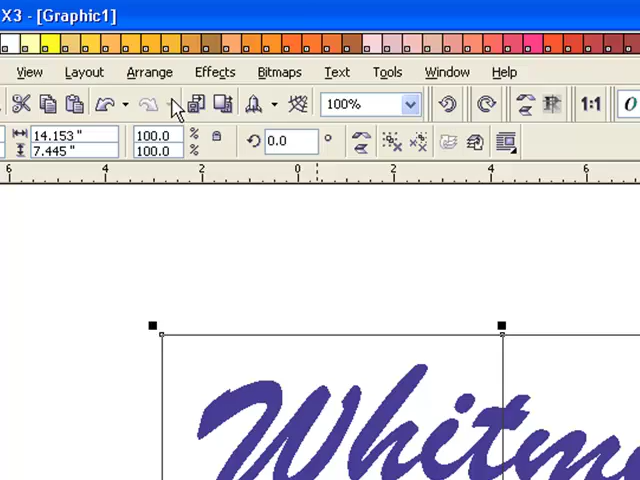 X3 - [Graphic1]
View Layout Arrange Effects Bitmaps Text Tools Window Help
100% 1:1 O
14.153 " 100.0 % 0.0 °
7.445 " 100.0 %
6 4 2 0 2 4 6
Whitm